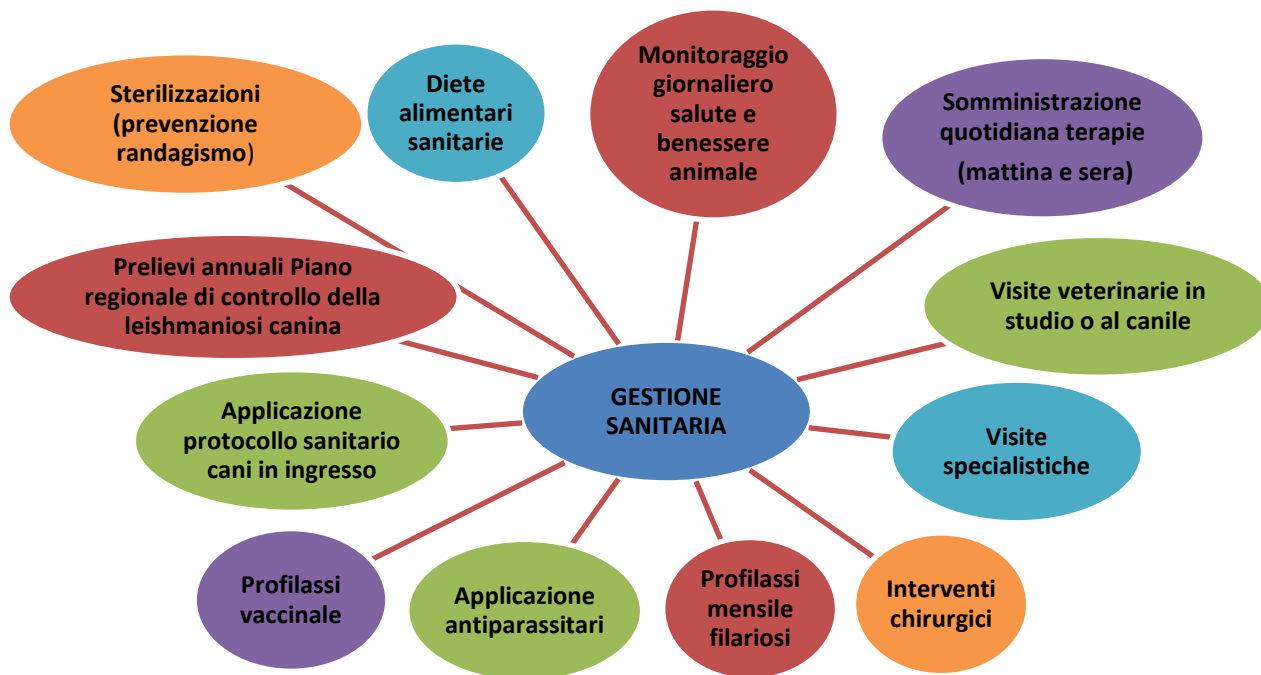 Sterilizzazioni
(prevenzione
randagismo)
Diete
alimentari
sanitarie
Monitoraggio
giornaliero
salute e
benessere
animale
Somministrazione
quotidiana terapie
(mattina e sera)
Prelievi annuali Piano
regionale di controllo della
leishmaniosi canina
Visite veterinarie in
studio o al canile
GESTIONE
SANITARIA
Applicazione
protocollo sanitario
cani in ingresso
Visite
specialistiche
Profilassi
vaccinale
Applicazione
antiparassitari
Profilassi
mensile
filariosi
Interventi
chirurgici